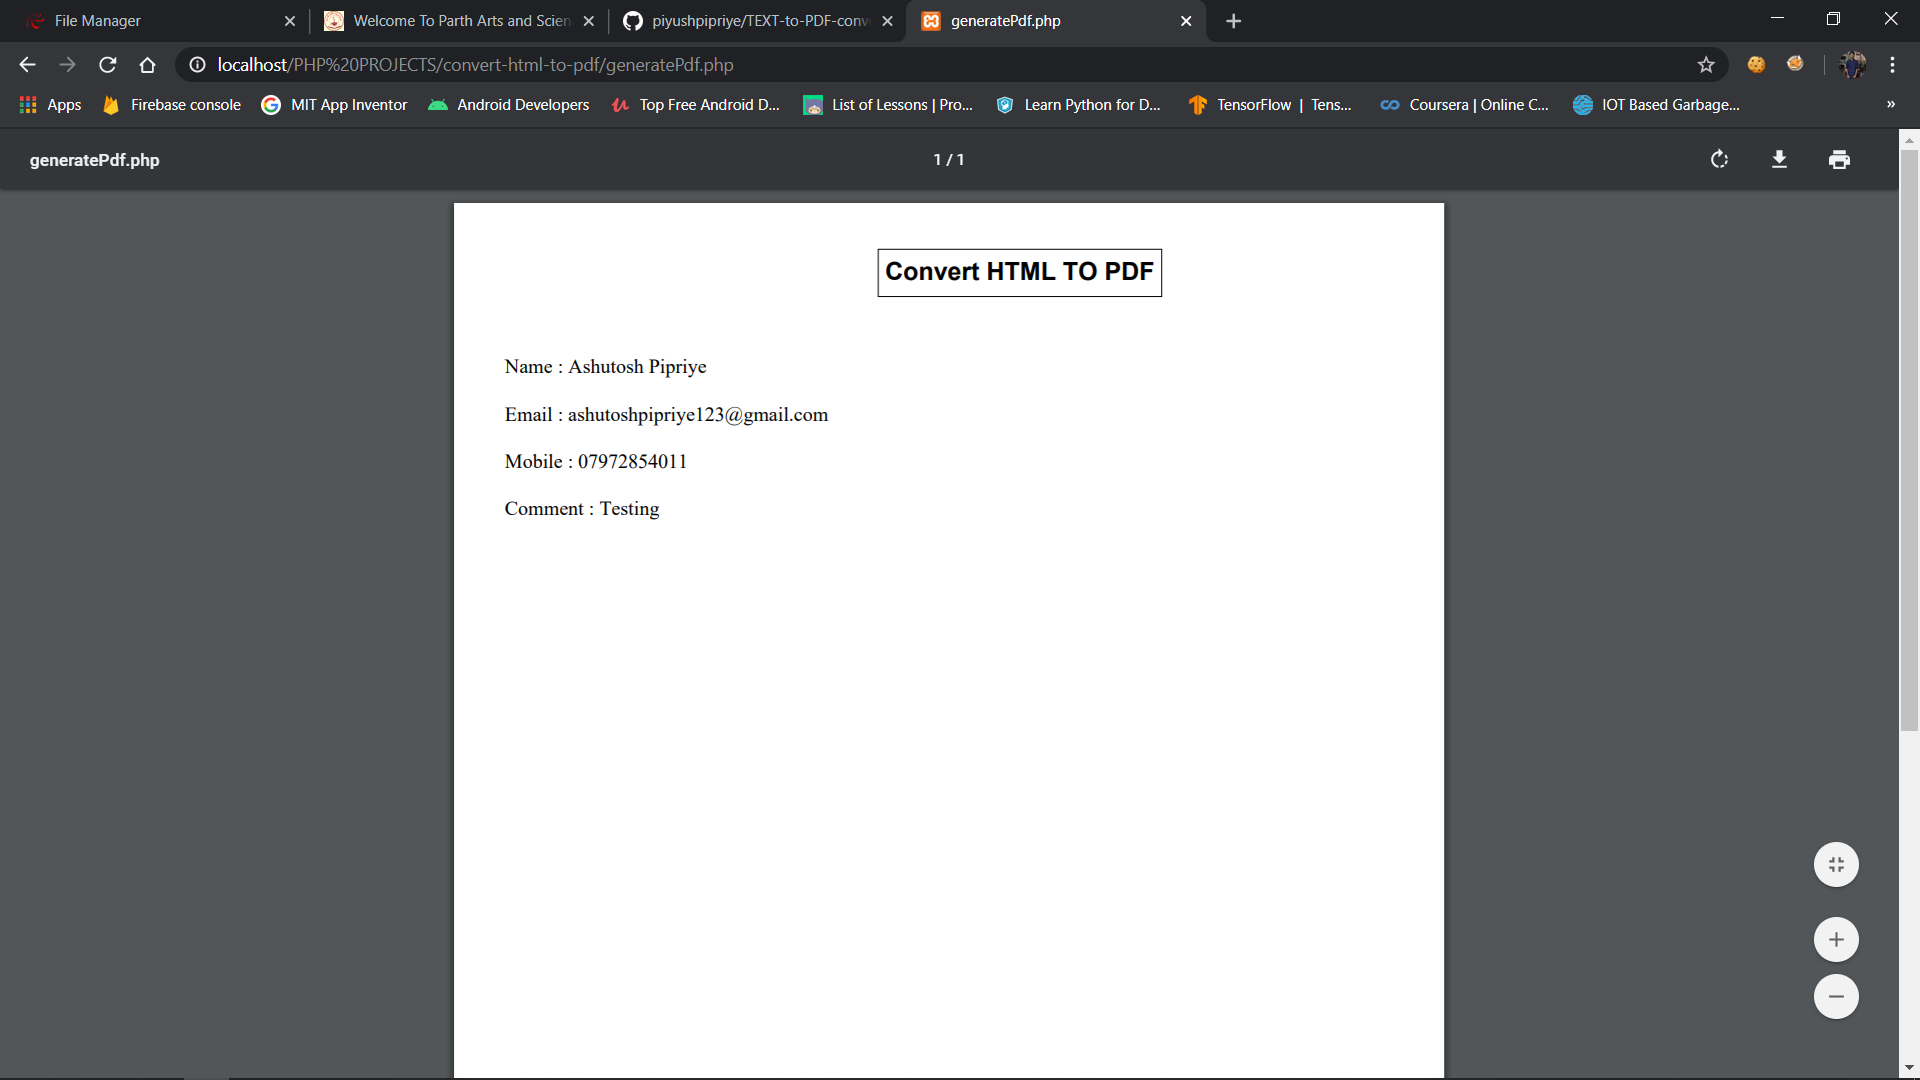 File Manager
Welcome To Parth Arts and Scien
piyushpipriye/TEXT-to-PDF-conv
generatePdf.php
localhost/PHP%20PROJECTS/convert-html-to-pdf/generatePdf.php
Apps
Firebase console
MIT App Inventor
Android Developers
Top Free Android D...
List of Lessons | Pro...
Learn Python for D...
TensorFlow | Tens...
Coursera | Online C...
IOT Based Garbage...
»
generatePdf.php
1 / 1
Convert HTML TO PDF
Name : Ashutosh Pipriye
Email : ashutoshpipriye123@gmail.com
Mobile : 07972854011
Comment : Testing